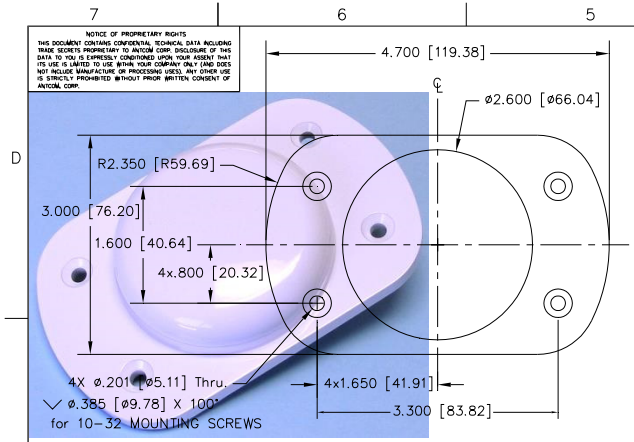 7
6
5
NOTICE OF PROPRIETARY RIGHTS
THIS DOCUMENT CONTAINS CONFIDENTIAL TECHNICAL DATA INCLUDING
TRADE SECRETS PROPRIETARY TO ANTCOM CORP. DISCLOSURE OF THIS
DATA TO YOU IS EXPRESSLY CONDITIONED UPON YOUR ASSENT THAT
ITS USE IS LIMITED TO USE WITHIN YOUR COMPANY ONLY (AND DOES
NOT INCLUDE MANUFACTURE OR PROCESSING USES). ANY OTHER USE
IS STRICTLY PROHIBITED WITHOUT PRIOR WRITTEN CONSENT OF
ANTCOM, CORP.
D
4.700 [119.38]
℄
ø2.600 [ø66.04]
R2.350 [R59.69]
3.000 [76.20]
1.600 [40.64]
4x.800 [20.32]
4X ø.201 [ø5.11] Thru.
ø.385 [ø9.78] X 100°
for 10-32 MOUNTING SCREWS
4x1.650 [41.91]
3.300 [83.82]